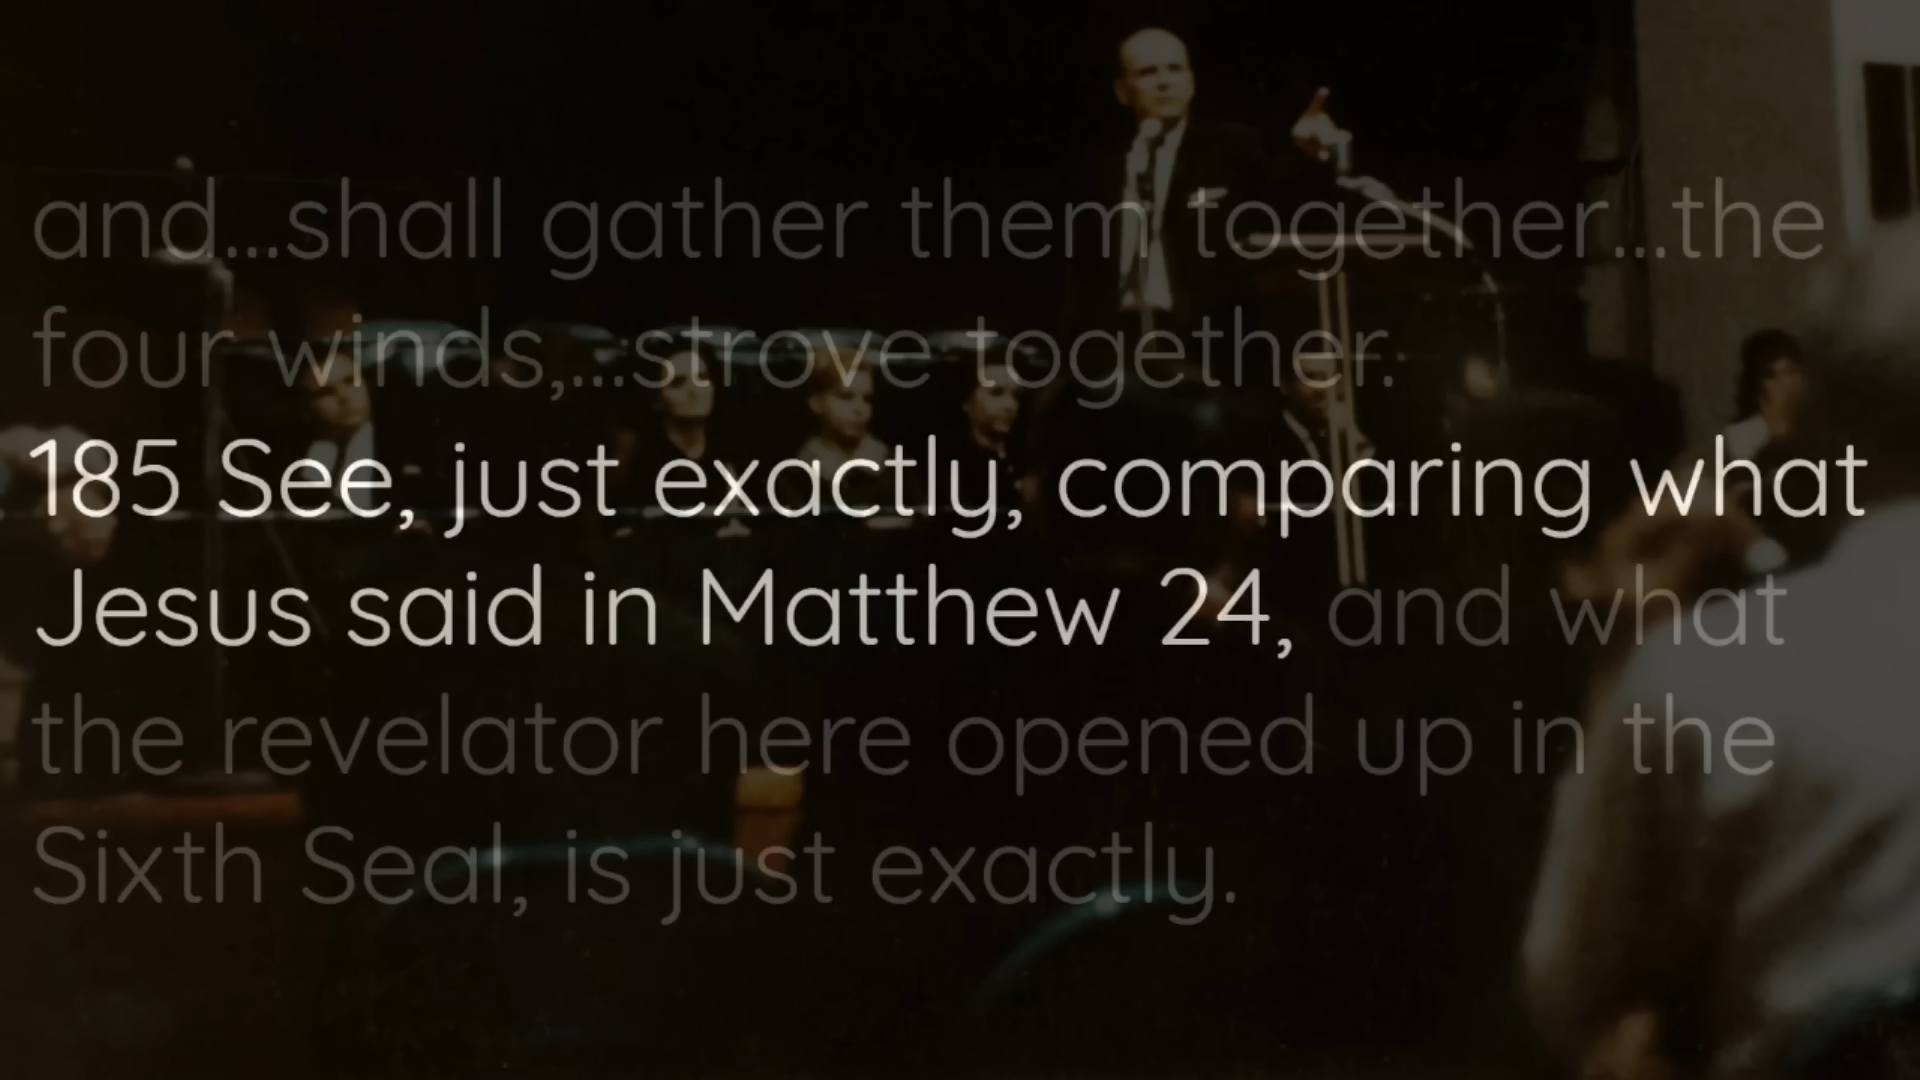 and...shall gather them together...the
four winds,...strove together.
185 See, just exactly, comparing what
Jesus said in Matthew 24, and what
the revelator here opened up in the
Sixth Seal, is just exactly.